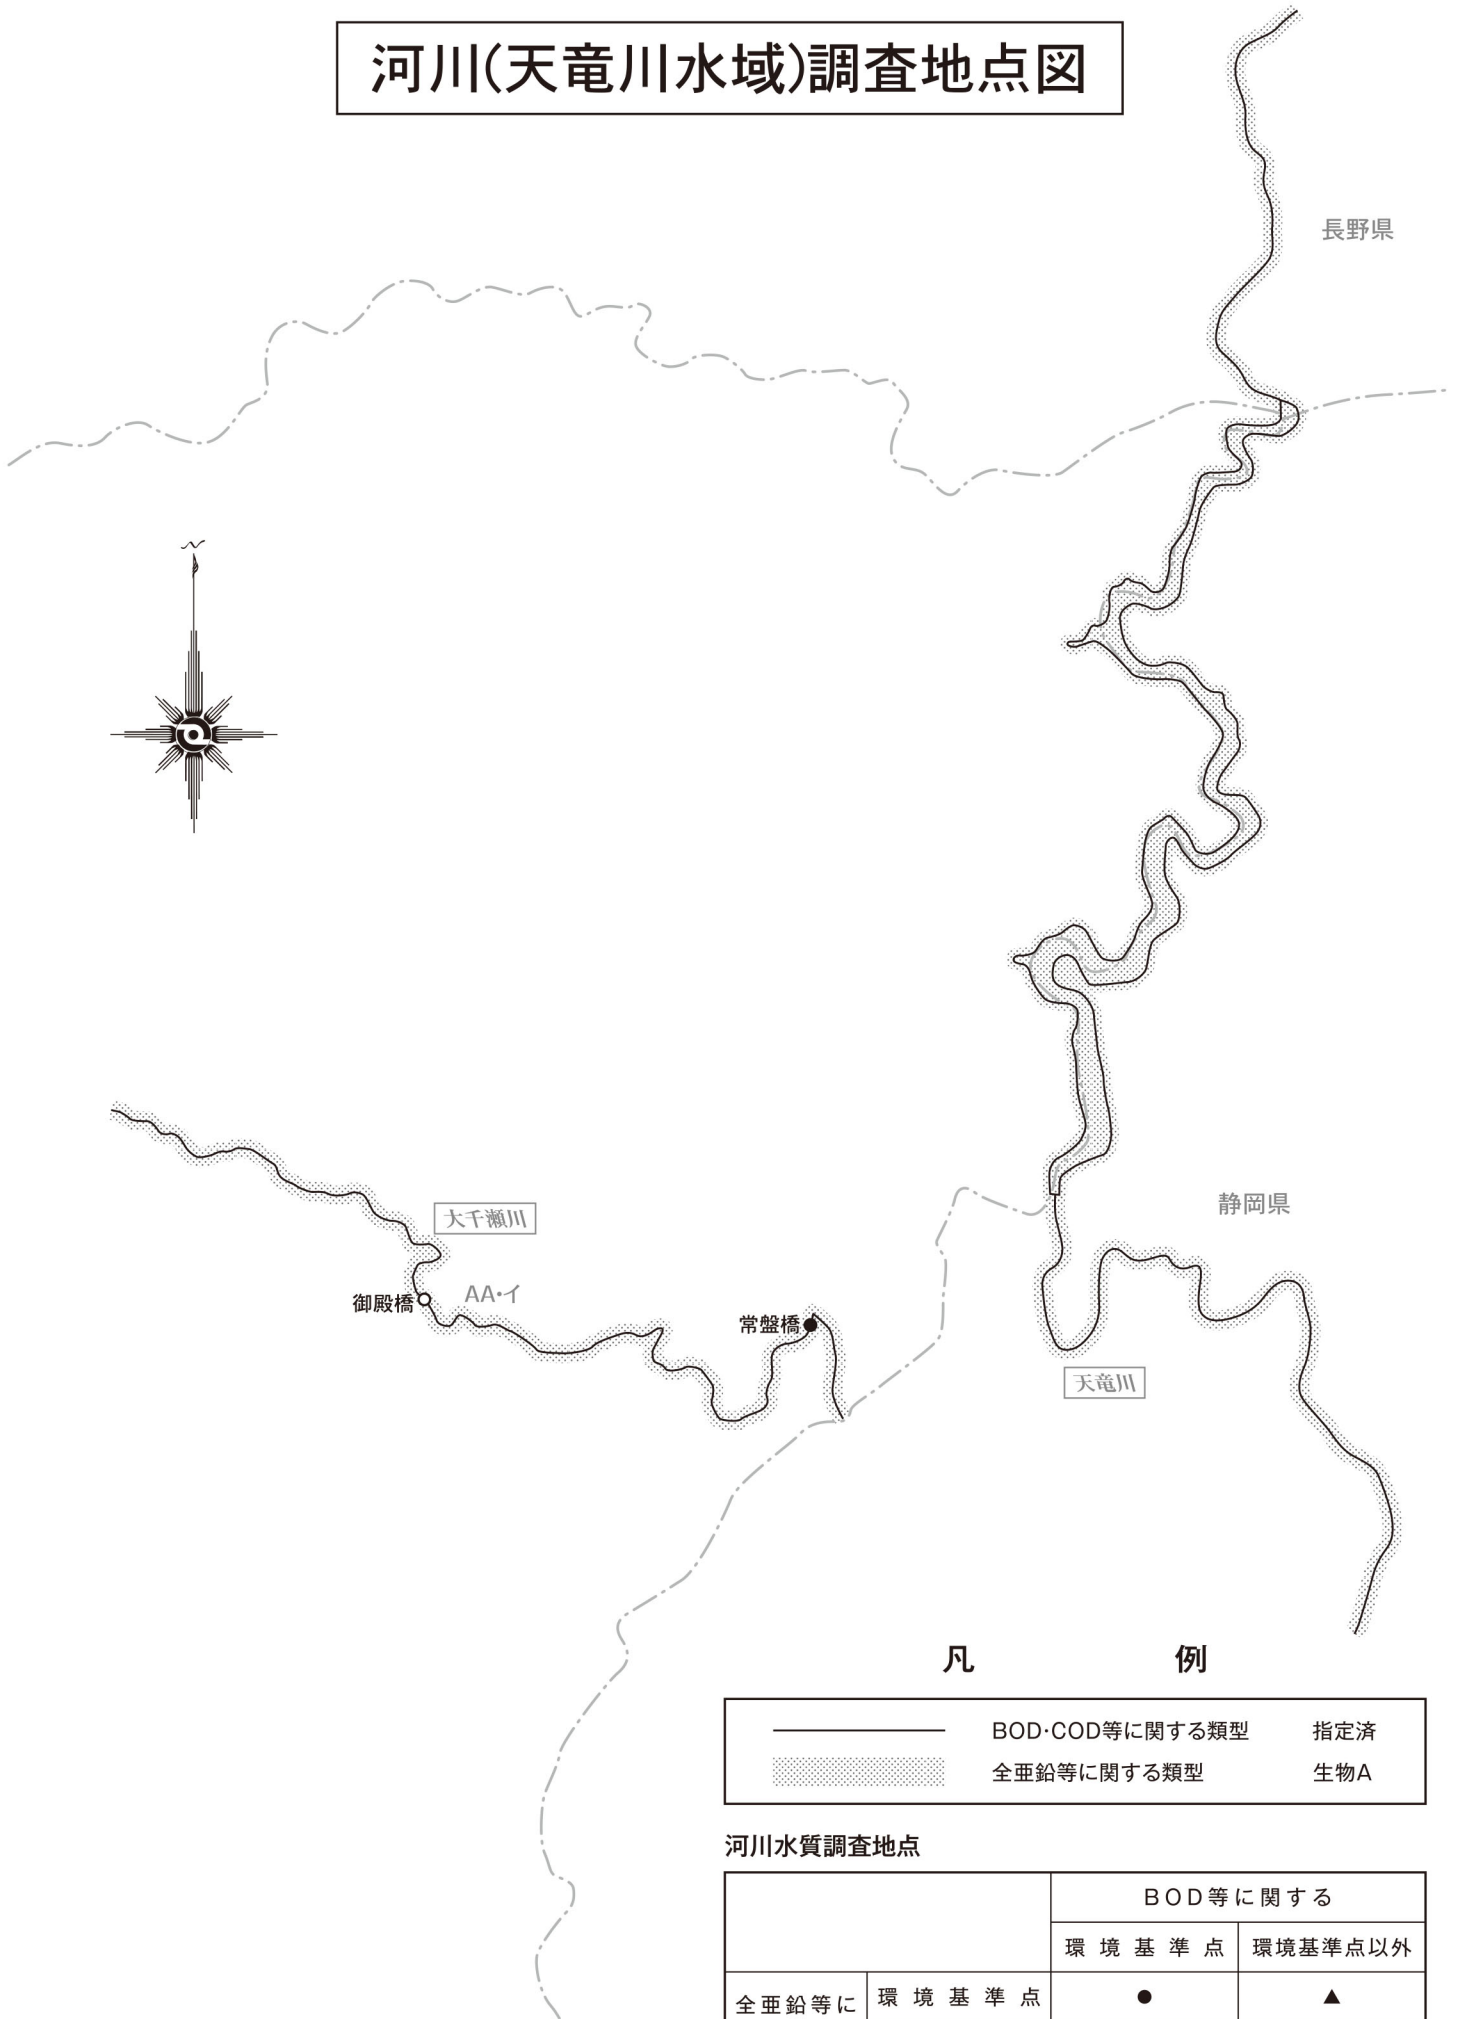 河川(天竜川水域)調査地点図
長野県
N
大千瀬川
静岡県
御殿橋
AA・イ
常盤橋
天竜川
凡 例
BOD・COD等に関する類型 指定済
全亜鉛等に関する類型 生物A
河川水質調査地点
BOD等に関する
環境基準点 環境基準点以外
全亜鉛等に 環境基準点 ● ▲